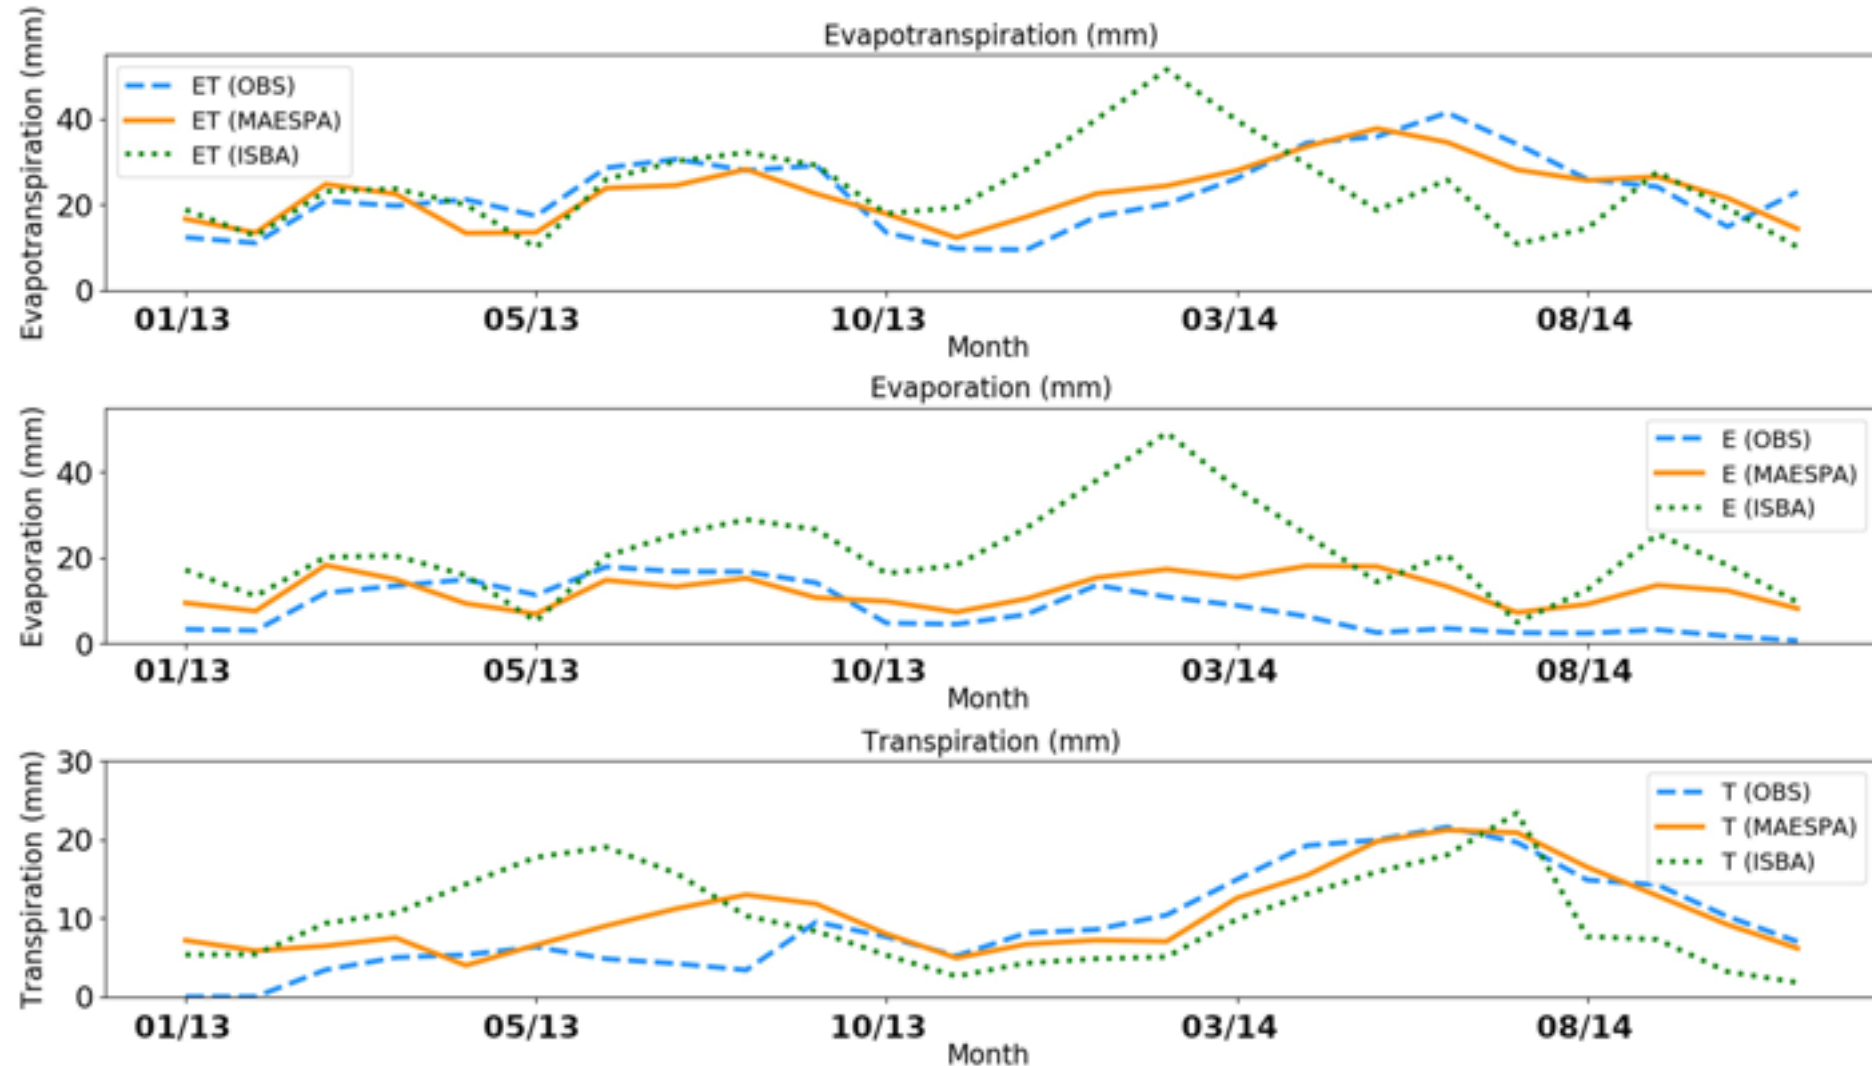 Evapotranspiration (mm)
Evapotranspiration (mm)
ET (OBS)
ET (MAESPA)
ET (ISBA)
40
20
0
01/13 05/13 10/13 03/14 08/14
Month
Evaporation (mm)
Evaporation (mm)
E (OBS)
E (MAESPA)
E (ISBA)
40
20
0
01/13 05/13 10/13 03/14 08/14
Month
Transpiration (mm)
Transpiration (mm)
T (OBS)
T (MAESPA)
T (ISBA)
30
20
10
0
01/13 05/13 10/13 03/14 08/14
Month